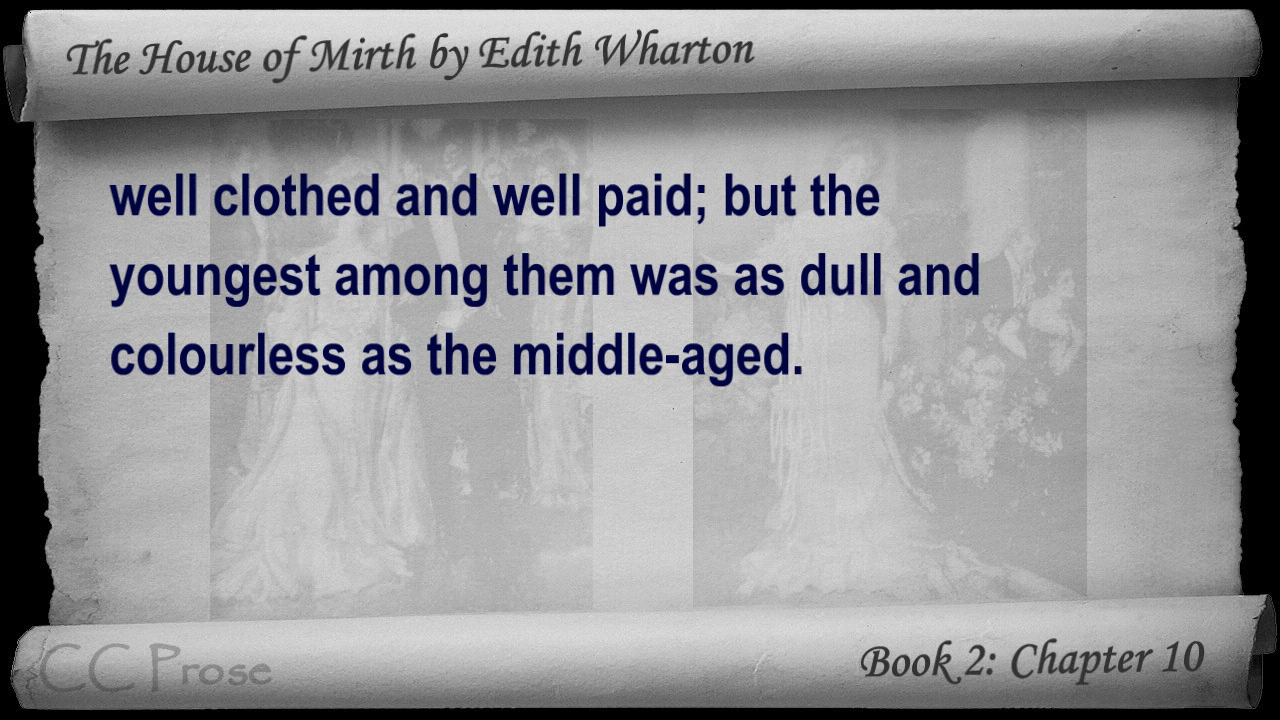 The House of Mirth by Edith Wharton
well clothed and well paid; but the
youngest among them was as dull and
colourless as the middle-aged.
CC Prose
Book 2: Chapter 10